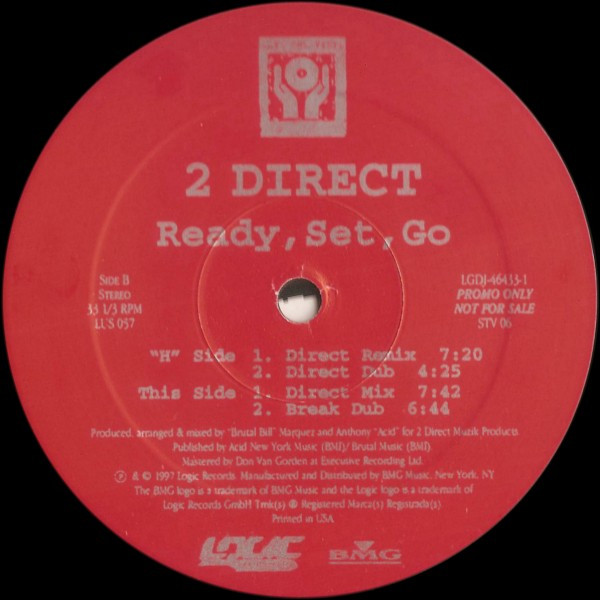 2 DIRECT
Ready, Set, Go
SIDE B
STEREO
33 1/3 RPM
LUS 057
LGDJ-46433-1
PROMO ONLY
NOT FOR SALE
STV 06
"H" Side 1. Direct Remix 7:20
2. Direct Dub 4:25
This Side 1. Direct Mix 7:42
2. Break Dub 6:44
Produced, arranged & mixed by "Brutal Bill" Marquez and Anthony "Acid" for 2 Direct Muzik Products.
Published by Acid New York Music (BMI)/ Brutal Music (BMI).
Mastered by Don Van Gorden at Executive Recording Ltd.
℗ & © 1997 Logic Records. Manufactured and Distributed by BMG Music, New York, NY
The BMG logo is a trademark of BMG Music and the Logic logo is a trademark of
Logic Records GmbH Tmk(s) ® Registered Marca(s) Registrada(s)
Printed in USA
LOGIC
BMG